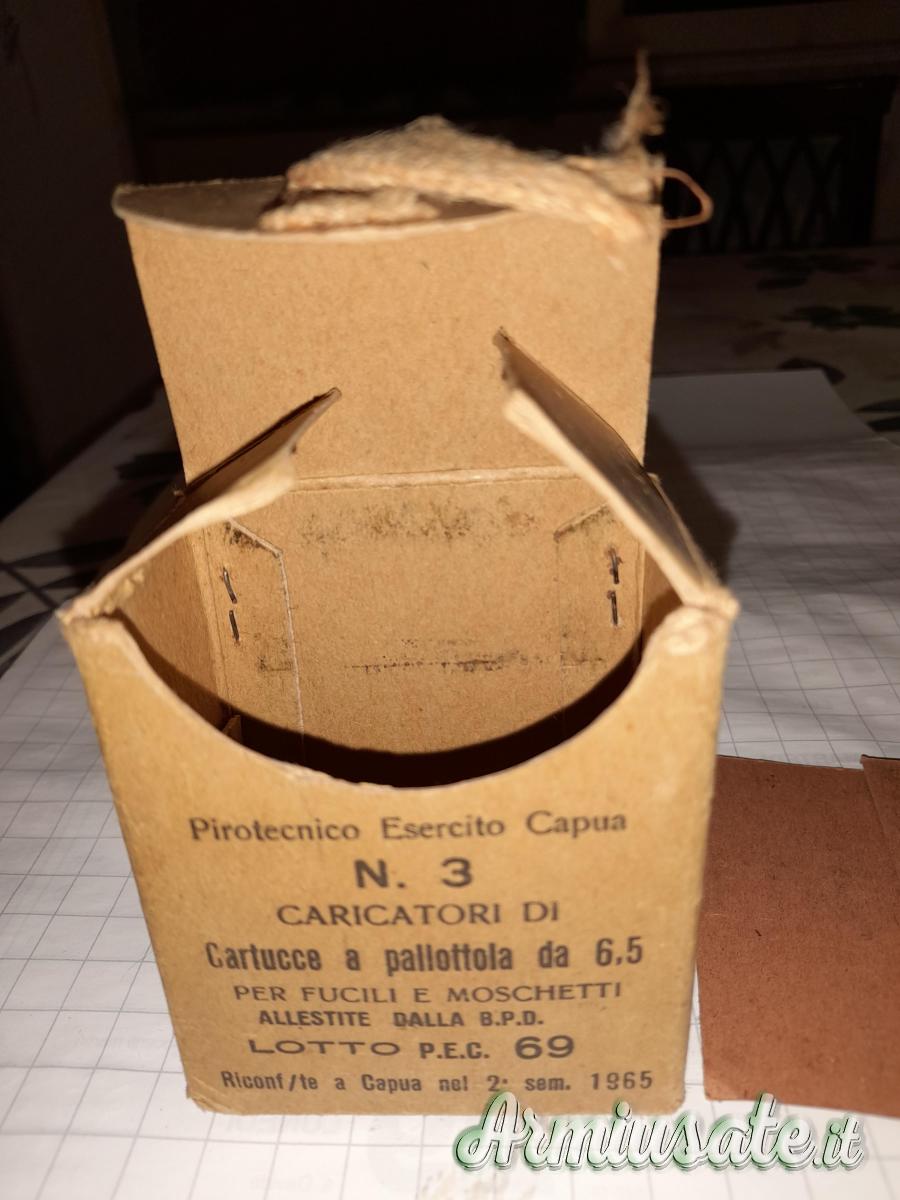 Pirotecnico Esercito Capua
N. 3
CARICATORI DI
Cartucce a pallottola da 6,5
PER FUCILI E MOSCHETTI
ALLESTITE DALLA B.P.D.
LOTTO P.E.C. 69
Riconf/te a Capua nel 2° sem. 1965
Armiusate.it